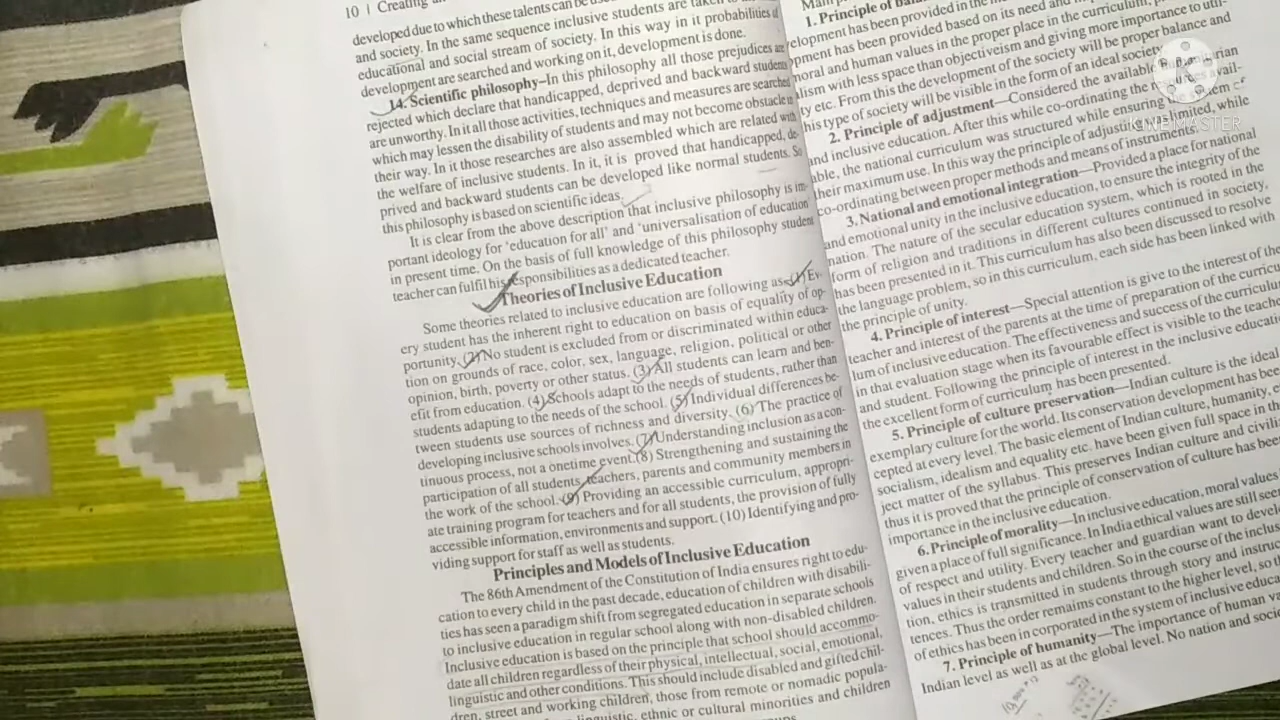 10 | Creating an
developed due to which these talents can be
and society. In the same sequence inclusive students are taken to
educational and social stream of society. In this way in it probabilities of
development are searched and working on it, development is done.
14. Scientific philosophy—In this philosophy all those prejudices are
rejected which declare that handicapped, deprived and backward students
are unworthy. In it all those activities, techniques and measures are searched
which may lessen the disability of students and may not become obstacle in
their way. In it those researches are also assembled which are related with
the welfare of inclusive students. In it, it is proved that handicapped, de-
prived and backward students can be developed like normal students. So
this philosophy is based on scientific ideas.
It is clear from the above description that inclusive philosophy is im-
portant ideology for 'education for all' and 'universalisation of education
in present time. On the basis of full knowledge of this philosophy student
teacher can fulfil his responsibilities as a dedicated teacher.
Theories of Inclusive Education
Some theories related to inclusive education are following as—(1) Ev-
ery student has the inherent right to education on basis of equality of op-
portunity. (2) No student is excluded from or discriminated within educa-
tion on grounds of race, color, sex, language, religion, political or other
opinion, birth, poverty or other status. (3) All students can learn and ben-
efit from education. (4) Schools adapt to the needs of students, rather than
students adapting to the needs of the school. (5) Individual differences be-
tween students use sources of richness and diversity. (6) The practice of
developing inclusive schools involves. (7) Understanding inclusion as a con-
tinuous process, not a onetime event. (8) Strengthening and sustaining the
participation of all students, teachers, parents and community members in
the work of the school. (9) Providing an accessible curriculum, appropri-
ate training program for teachers and for all students, the provision of fully
accessible information, environments and support. (10) Identifying and pro-
viding support for staff as well as students.
Principles and Models of Inclusive Education
The 86th Amendment of the Constitution of India ensures right to edu-
cation to every child in the past decade, education of children with disabili-
ties has seen a paradigm shift from segregated education in separate schools
to inclusive education in regular school along with non-disabled children.
Inclusive education is based on the principle that school should accommo-
date all children regardless of their physical, intellectual, social, emotional,
linguistic and other conditions. This should include disabled and gifted chil-
dren, street and working children, those from remote or nomadic popula-
linguistic, ethnic or cultural minorities and children
1. Principle of
velopment has been provided in the
opment has been provided based on its need and
moral and human values in the proper place in the curriculum,
alism with less space than objectiveism and giving more importance to utili-
ty etc. From this the development of the society will be proper balance and
his type of society will be visible in the form of an ideal society.
2. Principle of adjustment—Considered the available
and inclusive education. After this while co-ordinating the
able, the national curriculum was structured while ensuring the
heir maximum use. In this way the principle of adjusting limited, while
co-ordinating between proper methods and means of instruments.
3. National and emotional integration—Provided a place for national
and emotional unity in the inclusive education, to ensure the integrity of the
nation. The nature of the secular education system, which is rooted in the
form of religion and traditions in different cultures continued in society,
has been presented in it. This curriculum has also been discussed to resolve
the language problem, so in this curriculum, each side has been linked with
the principle of unity.
4. Principle of interest—Special attention is give to the interest of the
teacher and interest of the parents at the time of preparation of the curricu
lum of inclusive education. The effectiveness and success of the curriculu
in that evaluation stage when its favourable effect is visible to the teache
and student. Following the principle of interest in the inclusive educati
the excellent form of curriculum has been presented.
5. Principle of culture preservation—Indian culture is the ideal
exemplary culture for the world. Its conservation development has bee
cepted at every level. The basic element of Indian culture, humanity,
socialism, idealism and equality etc. have been given full space in the
ject matter of the syllabus. This preserves Indian culture and civili
thus it is proved that the principle of conservation of culture has bee
importance in the inclusive education.
6. Principle of morality—In inclusive education, moral values
given a place of full significance. In India ethical values are still see
of respect and utility. Every teacher and guardian want to devel
values in their students and children. So in the course of the inclus
tion, ethics is transmitted in students through story and instruc
tences. Thus the order remaims constant to the higher level, so t
of ethics has been in corporated in the system of inclusive educa
7. Principle of humanity—The importance of human va
Indian level as well as at the global level. No nation and soci
KINEMASTER